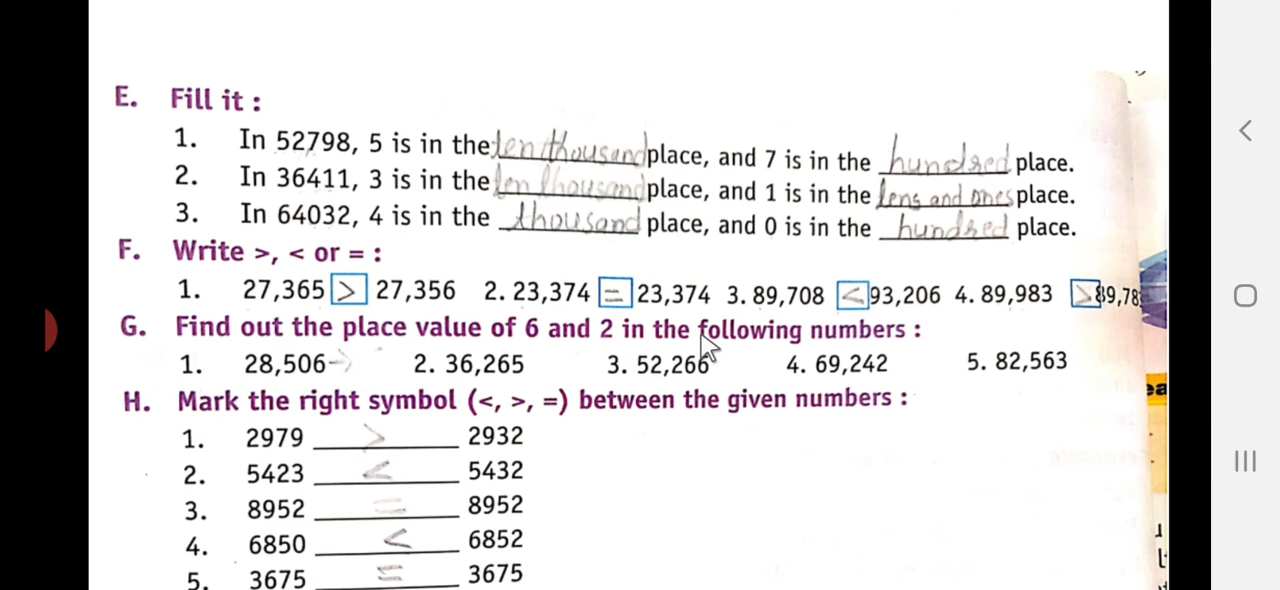 E. Fill it :
1. In 52798, 5 is in the ten thousand place, and 7 is in the hundred place.
2. In 36411, 3 is in the ten thousand place, and 1 is in the tens and ones place.
3. In 64032, 4 is in the thousand place, and 0 is in the hundred place.
F. Write >, < or = :
1. 27,365 > 27,356 2. 23,374 = 23,374 3. 89,708 < 93,206 4. 89,983 > 89,78
G. Find out the place value of 6 and 2 in the following numbers :
1. 28,506→ 2. 36,265 3. 52,266 4. 69,242 5. 82,563
H. Mark the right symbol (<, >, =) between the given numbers :
1. 2979 > 2932
2. 5423 < 5432
3. 8952 = 8952
4. 6850 < 6852
5. 3675 = 3675